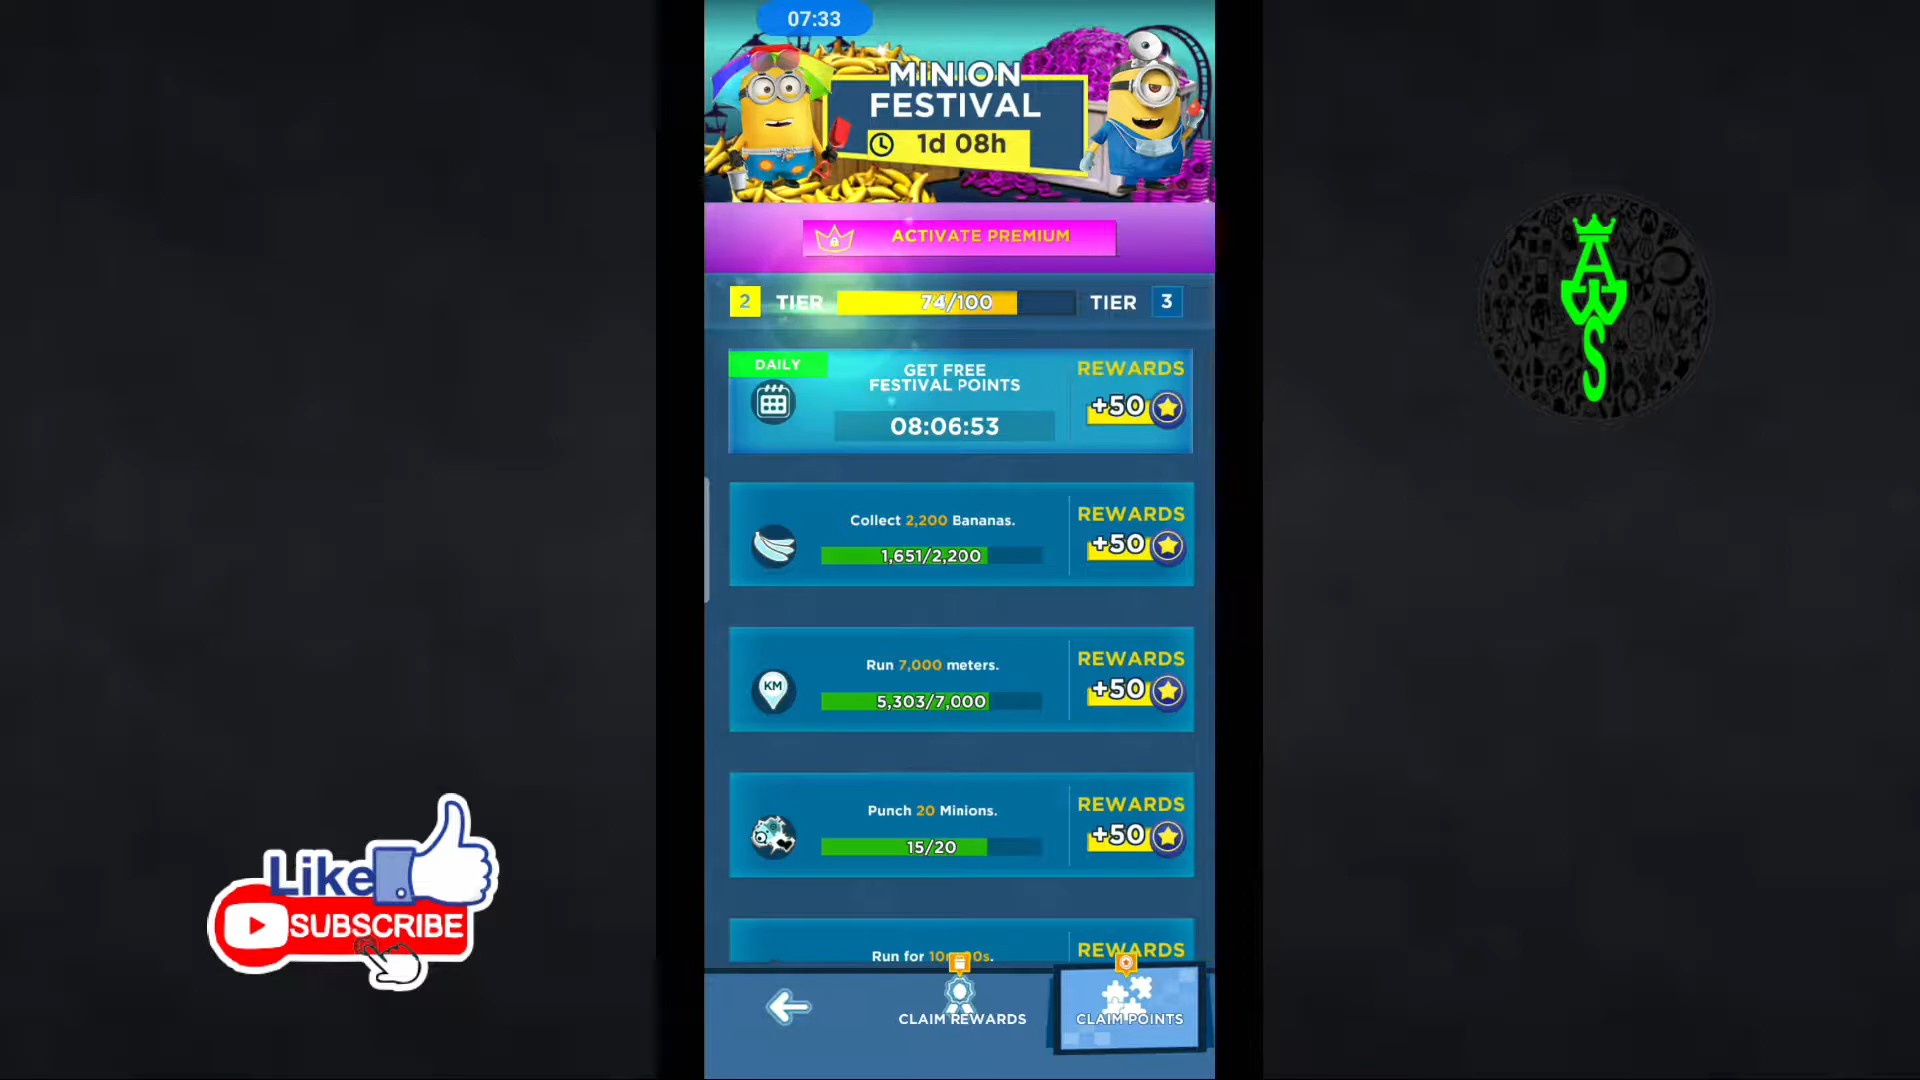 07:33
MINION
FESTIVAL
1d 08h
ACTIVATE PREMIUM
2 TIER 74/100 TIER 3
DAILY
GET FREE
FESTIVAL POINTS
08:06:53
REWARDS
+50
Collect 2,200 Bananas.
1,651/2,200
REWARDS
+50
KM
Run 7,000 meters.
5,303/7,000
REWARDS
+50
Punch 20 Minions.
15/20
REWARDS
+50
Run for
REWARDS
CLAIM REWARDS
CLAIM POINTS
Like
SUBSCRIBE
A
W
S